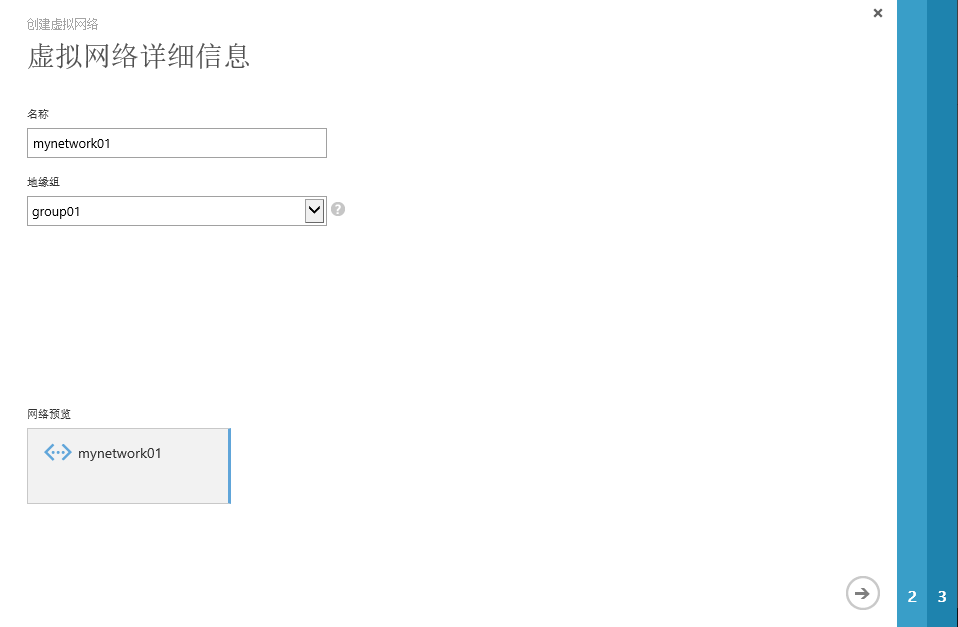 创建虚拟网络
虚拟网络详细信息
名称
mynetwork01
地缘组
group01
?
网络预览
mynetwork01
2 3